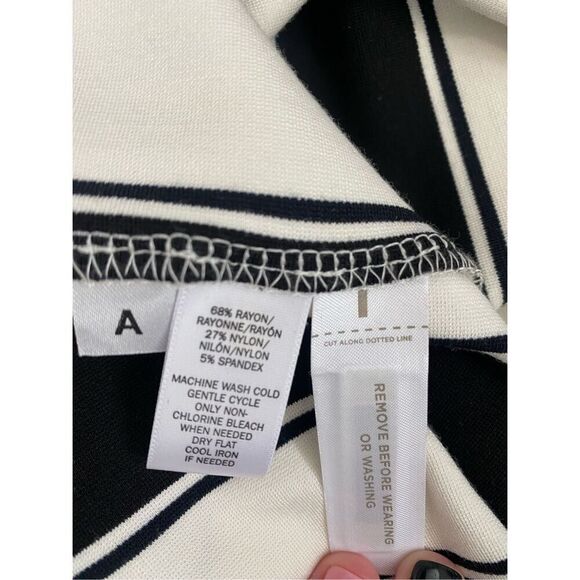 A
68% RAYON/
RAYONNE/RAYÓN
27% NYLON/
NILÓN/NYLON
5% SPANDEX
MACHINE WASH COLD
GENTLE CYCLE
ONLY NON-
CHLORINE BLEACH
WHEN NEEDED
DRY FLAT
COOL IRON
IF NEEDED
CUT ALONG DOTTED LINE
REMOVE BEFORE WEARING
OR WASHING